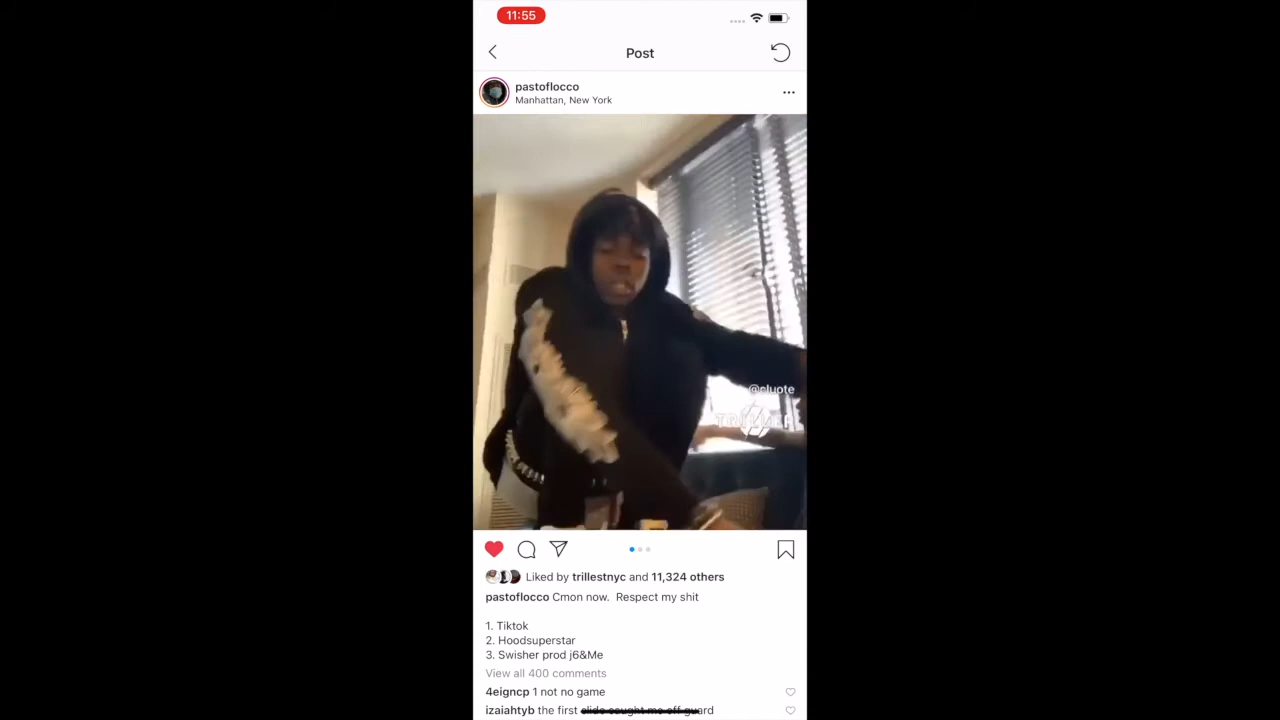 11:55
Post
pastoflocco
Manhattan, New York
@cluote
TRILLER
Liked by trillestnyc and 11,324 others
pastoflocco Cmon now. Respect my shit
1. Tiktok
2. Hoodsuperstar
3. Swisher prod j6&Me
View all 400 comments
4eigncp 1 not no game
izaiahtyb the first slide caught me off guard